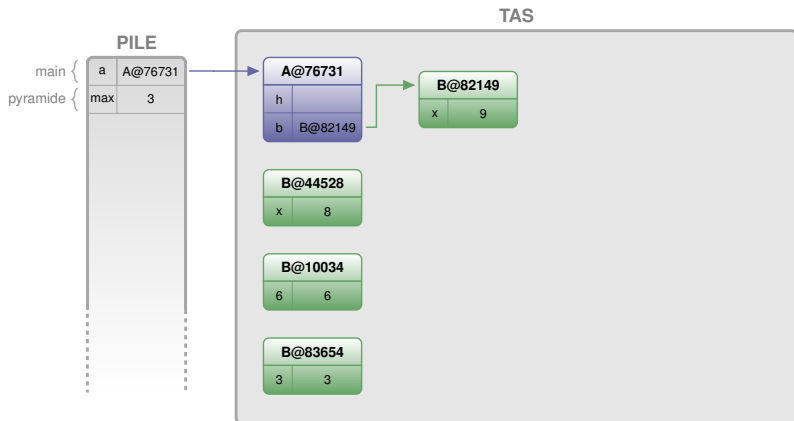 TAS
PILE
main { a A@76731
pyramide { max 3
A@76731
h
b B@82149
B@82149
x 9
B@44528
x 8
B@10034
6 6
B@83654
3 3